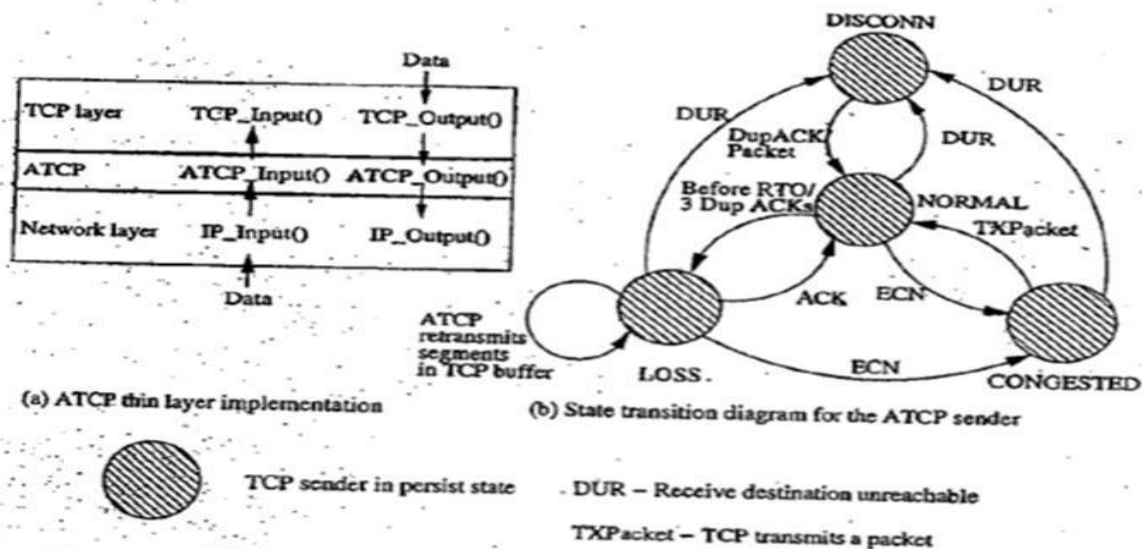 Data
TCP layer TCP_Input() TCP_Output()
ATCP ATCP_Input() ATCP_Output()
Network layer IP_Input() IP_Output()
Data
(a) ATCP thin layer implementation
DISCONN
DUR
DUR
DupACK
Packet
DUR
Before RTO/
3 Dup ACKs
NORMAL
TXPacket
ACK
ECN
ATCP
retransmits
segments
in TCP buffer
LOSS
ECN
CONGESTED
(b) State transition diagram for the ATCP sender
TCP sender in persist state
DUR – Receive destination unreachable
TXPacket – TCP transmits a packet